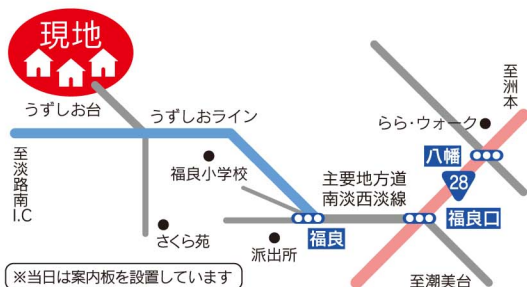 現地
うずしお台
うずしおライン
至洲本
らら・ウォーク
八幡
至淡路南I.C
福良小学校
主要地方道
南淡西淡線
28
福良口
さくら苑
派出所
福良
至潮美台
※当日は案内板を設置しています